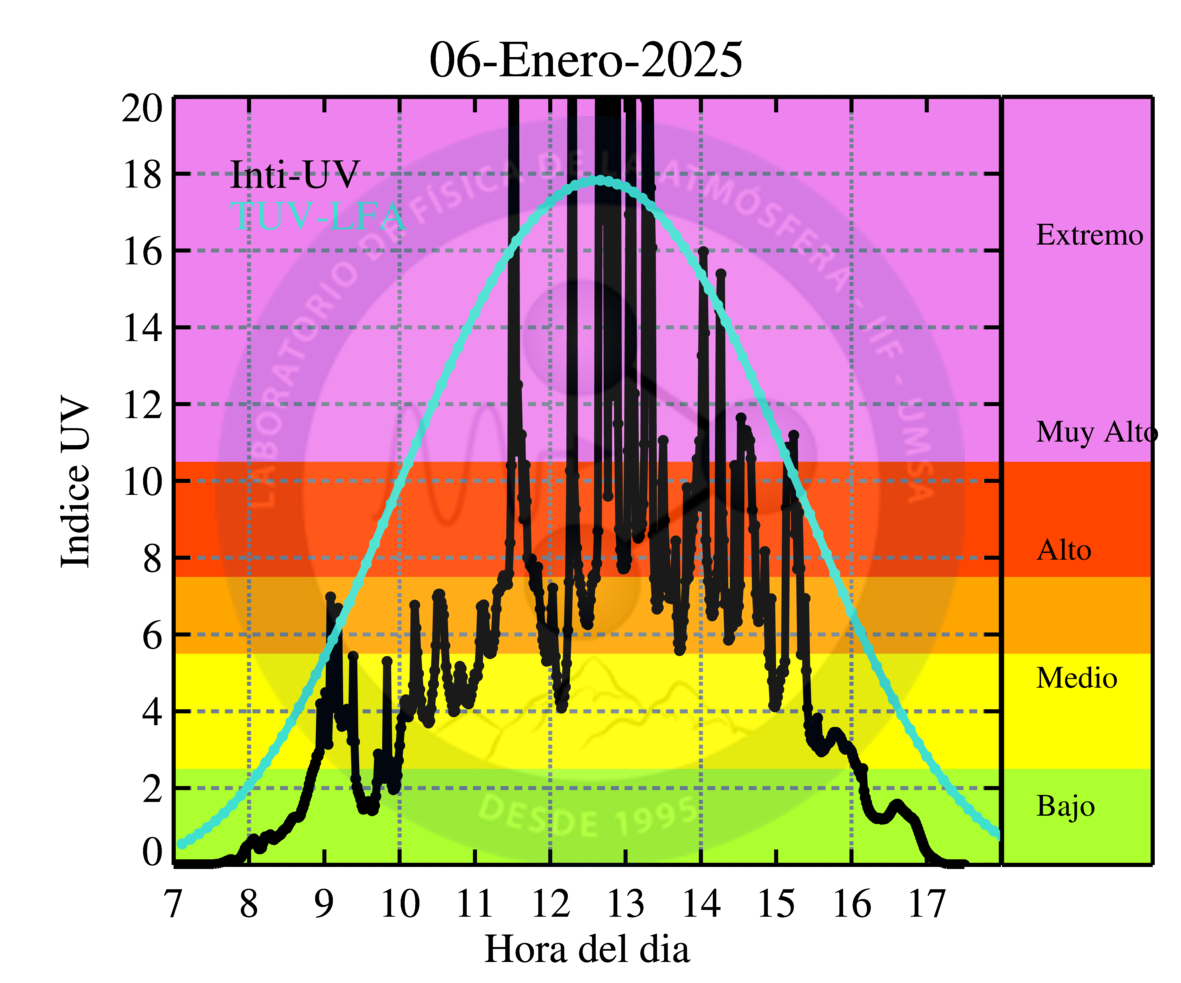 06-Enero-2025
20
18
16
14
12
10
8
6
4
2
0
Indice UV
Inti-UV
TUV-LFA
LABORATORIO DE FÍSICA DE LA ATMÓSFERA - IIF - UMSA
DESDE 1995
Extremo
Muy Alto
Alto
Medio
Bajo
7 8 9 10 11 12 13 14 15 16 17
Hora del dia